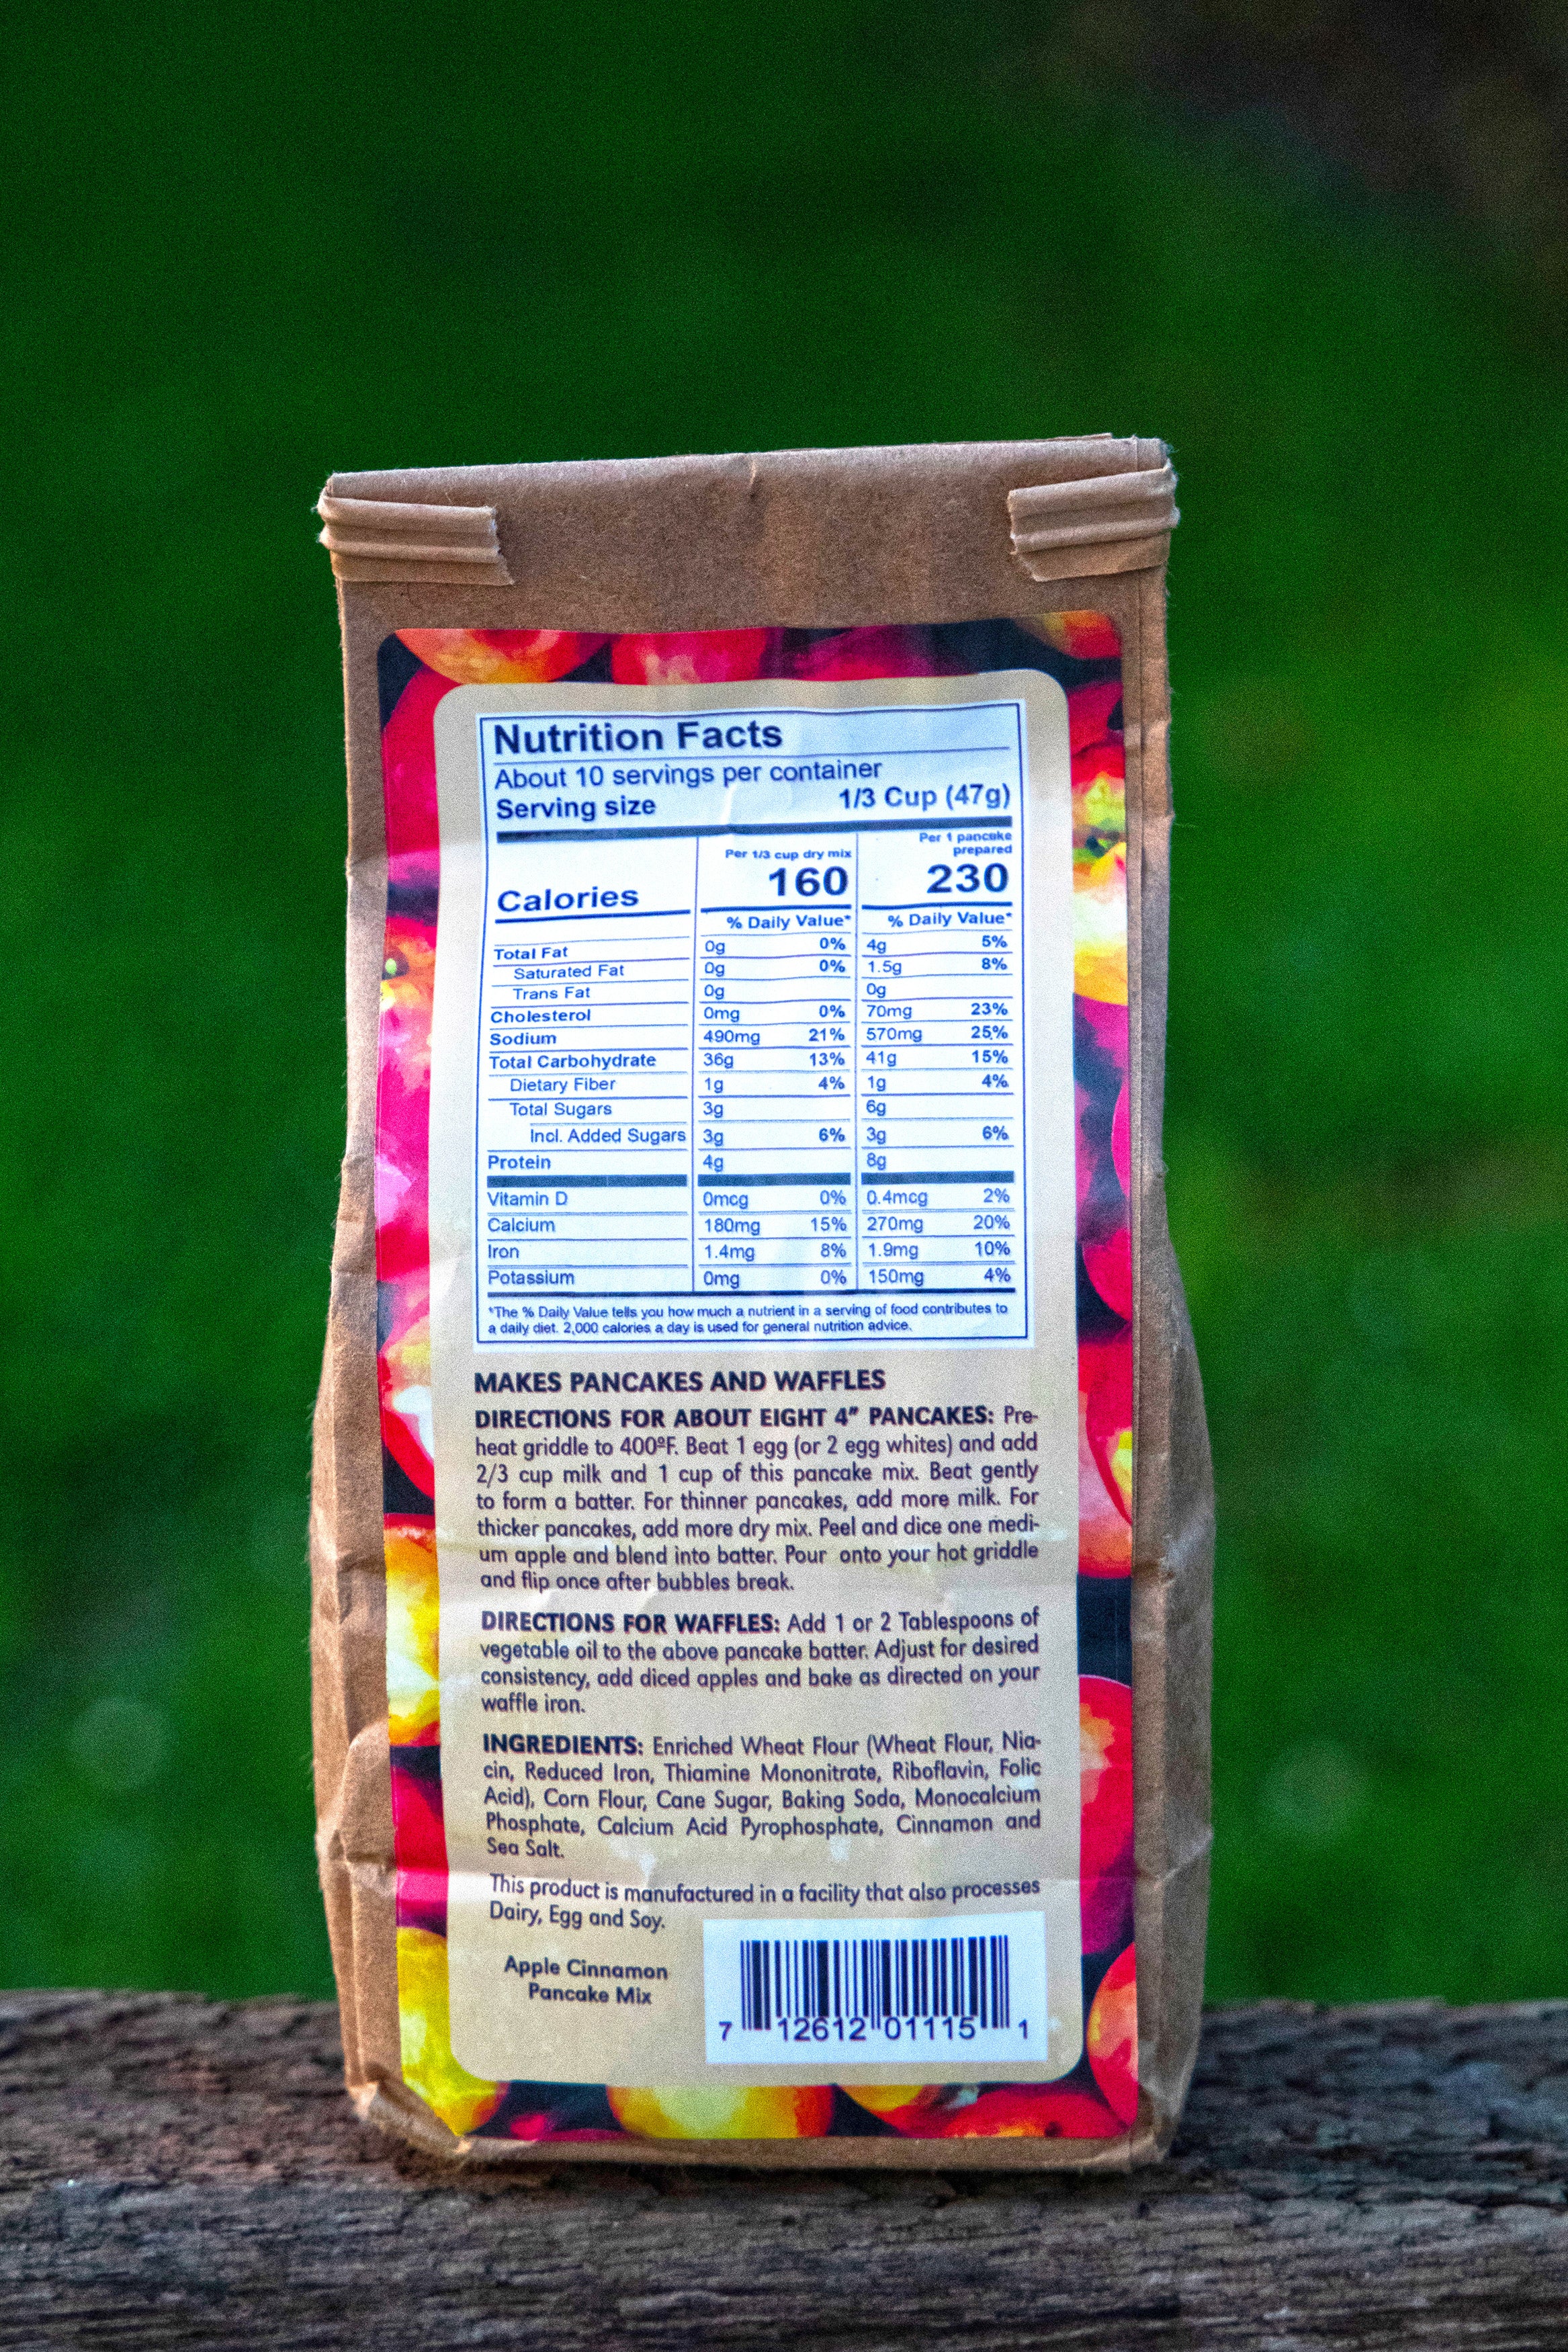 Nutrition Facts
About 10 servings per container
Serving size 1/3 Cup (47g)
Per 1/3 cup dry mix Per 1 pancake prepared
Calories 160 230
% Daily Value* % Daily Value*
Total Fat 0g 0% 4g 5%
Saturated Fat 0g 0% 1.5g 8%
Trans Fat 0g 0g
Cholesterol 0mg 0% 70mg 23%
Sodium 490mg 21% 570mg 25%
Total Carbohydrate 36g 13% 41g 15%
Dietary Fiber 1g 4% 1g 4%
Total Sugars 3g 6g
Incl. Added Sugars 3g 6% 3g 6%
Protein 4g 8g
Vitamin D 0mcg 0% 0.4mcg 2%
Calcium 180mg 15% 270mg 20%
Iron 1.4mg 8% 1.9mg 10%
Potassium 0mg 0% 150mg 4%
*The % Daily Value tells you how much a nutrient in a serving of food contributes to
a daily diet. 2,000 calories a day is used for general nutrition advice.
MAKES PANCAKES AND WAFFLES
DIRECTIONS FOR ABOUT EIGHT 4” PANCAKES: Pre-
heat griddle to 400ºF. Beat 1 egg (or 2 egg whites) and add
2/3 cup milk and 1 cup of this pancake mix. Beat gently
to form a batter. For thinner pancakes, add more milk. For
thicker pancakes, add more dry mix. Peel and dice one medi-
um apple and blend into batter. Pour onto your hot griddle
and flip once after bubbles break.
DIRECTIONS FOR WAFFLES: Add 1 or 2 Tablespoons of
vegetable oil to the above pancake batter. Adjust for desired
consistency, add diced apples and bake as directed on your
waffle iron.
INGREDIENTS: Enriched Wheat Flour (Wheat Flour, Nia-
cin, Reduced Iron, Thiamine Mononitrate, Riboflavin, Folic
Acid), Corn Flour, Cane Sugar, Baking Soda, Monocalcium
Phosphate, Calcium Acid Pyrophosphate, Cinnamon and
Sea Salt.
This product is manufactured in a facility that also processes
Dairy, Egg and Soy.
Apple Cinnamon
Pancake Mix
7 12612 01115 1